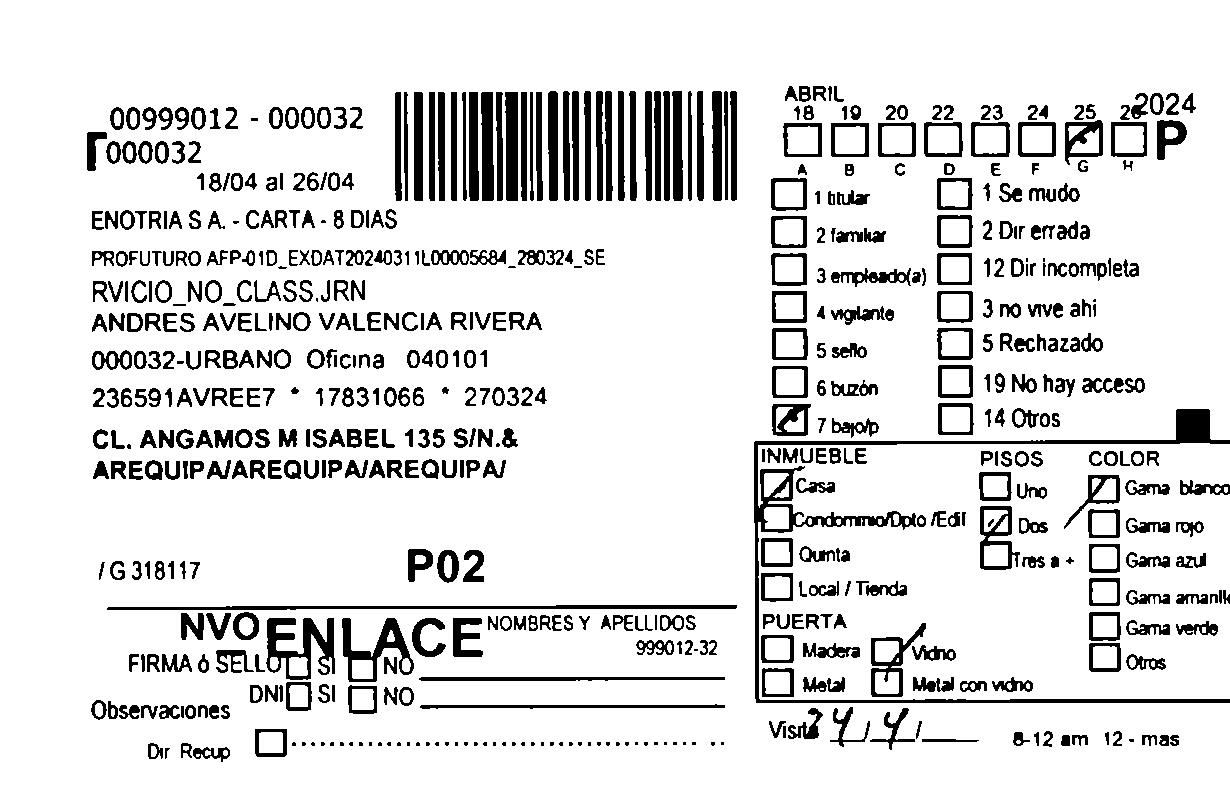 00999012 - 000032
000032
18/04 al 26/04
ENOTRIA S A. - CARTA - 8 DIAS
PROFUTURO AFP-01D_EXDAT20240311L00005684_280324_SE
RVICIO_NO_CLASS.JRN
ANDRES AVELINO VALENCIA RIVERA
000032-URBANO Oficina 040101
236591AVREE7 * 17831066 * 270324
CL. ANGAMOS M ISABEL 135 S/N.&
AREQUIPA/AREQUIPA/AREQUIPA/
/ G 318117 P02
NVO ENLACE NOMBRES Y APELLIDOS
999012-32
FIRMA ó SELLO SI NO
DNI SI NO
Observaciones
Dir Recup
ABRIL 2024
18 19 20 22 23 24 25 26 P
A B C D E F G H
1 titular 1 Se mudo
2 familiar 2 Dir errada
3 empleado(a) 12 Dir incompleta
4 vigilante 3 no vive ahi
5 sello 5 Rechazado
6 buzón 19 No hay acceso
7 bajo/p 14 Otros
INMUEBLE PISOS COLOR
Casa Uno Gama blanco
Condominio/Dpto /Edif Dos Gama rojo
Quinta Tres a + Gama azul
Local / Tienda Gama amarill
PUERTA Gama verde
Madera Vidrio Otros
Metal Metal con vidrio
Visita 24/4/ 8-12 am 12 - mas